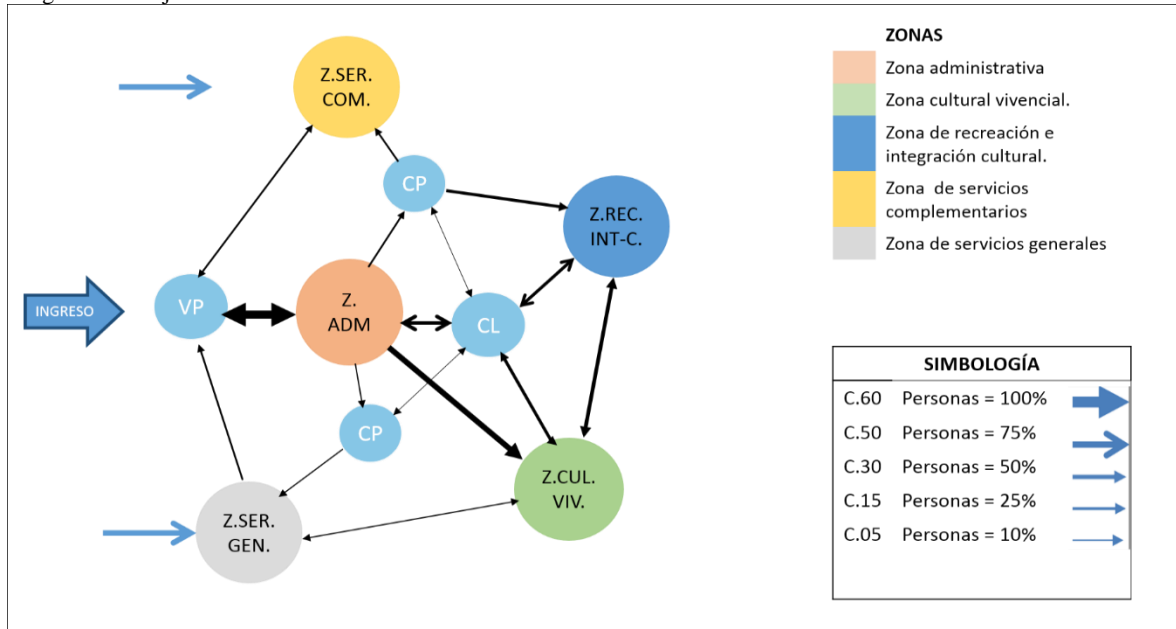 Z.SER.
COM.
CP
Z.REC.
INT-C.
INGRESO
VP
Z.
ADM
CL
CP
Z.SER.
GEN.
Z.CUL.
VIV.
ZONAS
Zona administrativa
Zona cultural vivencial.
Zona de recreación e
integración cultural.
Zona de servicios
complementarios
Zona de servicios generales
SIMBOLOGÍA
C.60 Personas = 100%
C.50 Personas = 75%
C.30 Personas = 50%
C.15 Personas = 25%
C.05 Personas = 10%